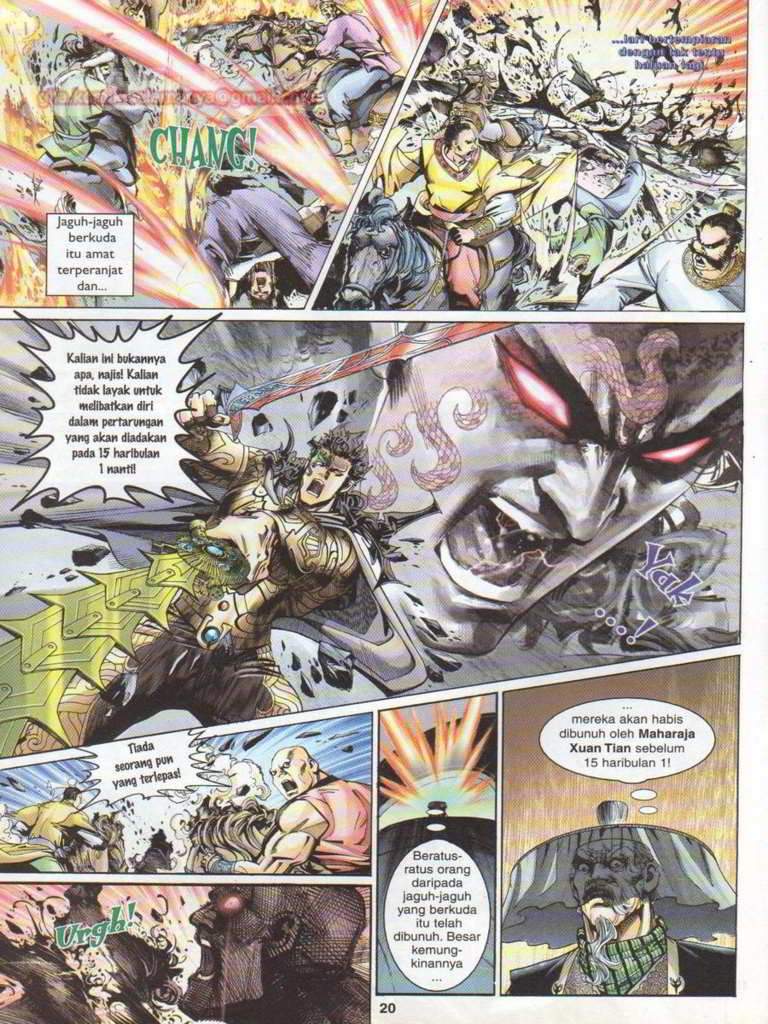 CHANG!
Jaguh-jaguh
berkuda
itu amat
terperanjat
dan...
...lari bertempiaran
dengan tak tentu
haluan lagi.
Kalian ini bukannya
apa, najis! Kalian
tidak layak untuk
melibatkan diri
dalam pertarungan
yang akan diadakan
pada 15 haribulan
1 nanti!
Yak
....!
Tiada
seorang pun
yang terlepas!
Urgh!
Beratus-
ratus orang
daripada
jaguh-jaguh
yang berkuda
itu telah
dibunuh. Besar
kemung-
kinannya
...
...
mereka akan habis
dibunuh oleh Maharaja
Xuan Tian sebelum
15 haribulan 1!
20